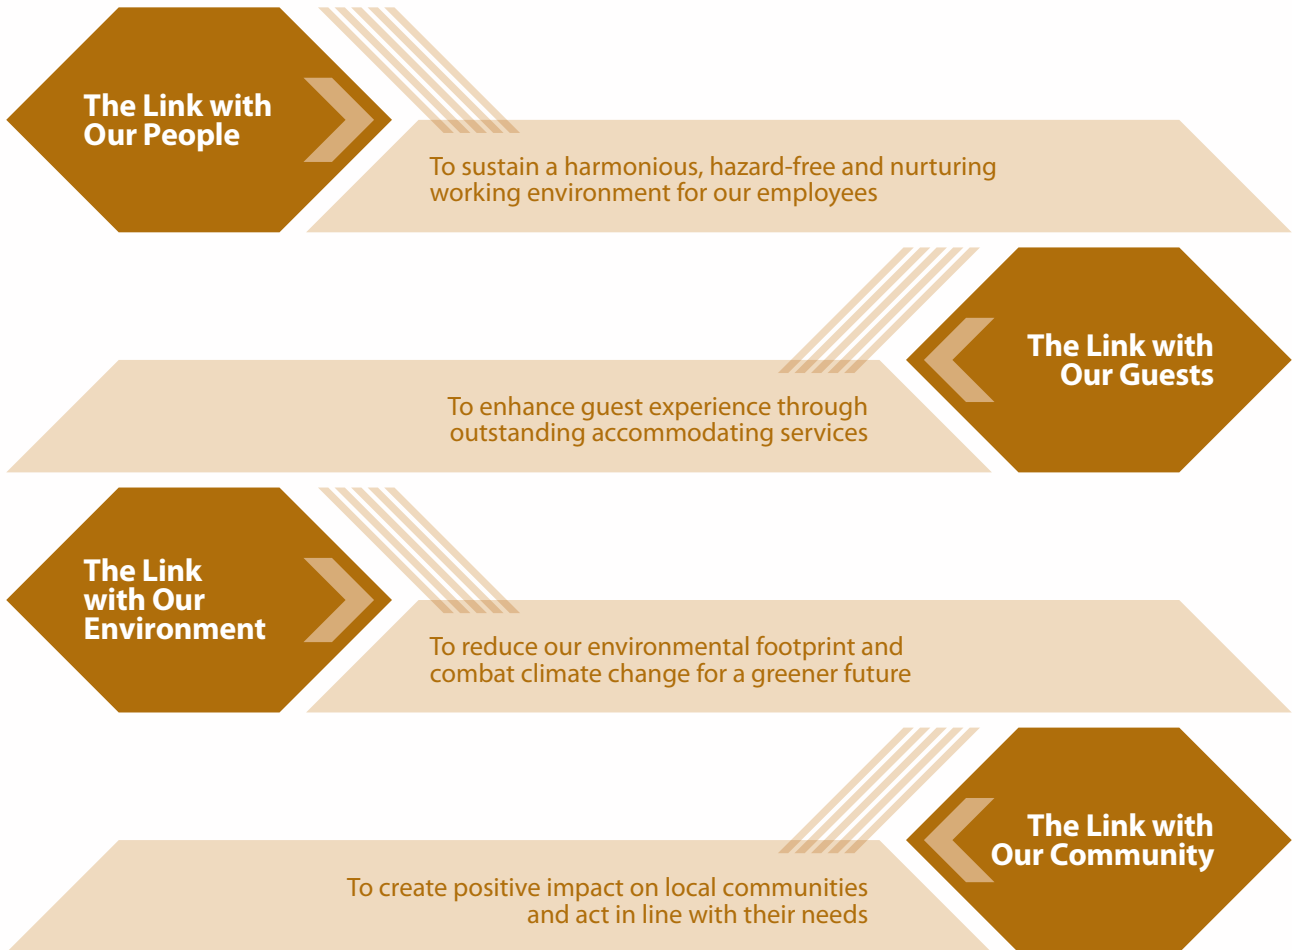 The Link with
Our People
To sustain a harmonious, hazard-free and nurturing
working environment for our employees
The Link with
Our Guests
To enhance guest experience through
outstanding accommodating services
The Link
with Our
Environment
To reduce our environmental footprint and
combat climate change for a greener future
The Link with
Our Community
To create positive impact on local communities
and act in line with their needs